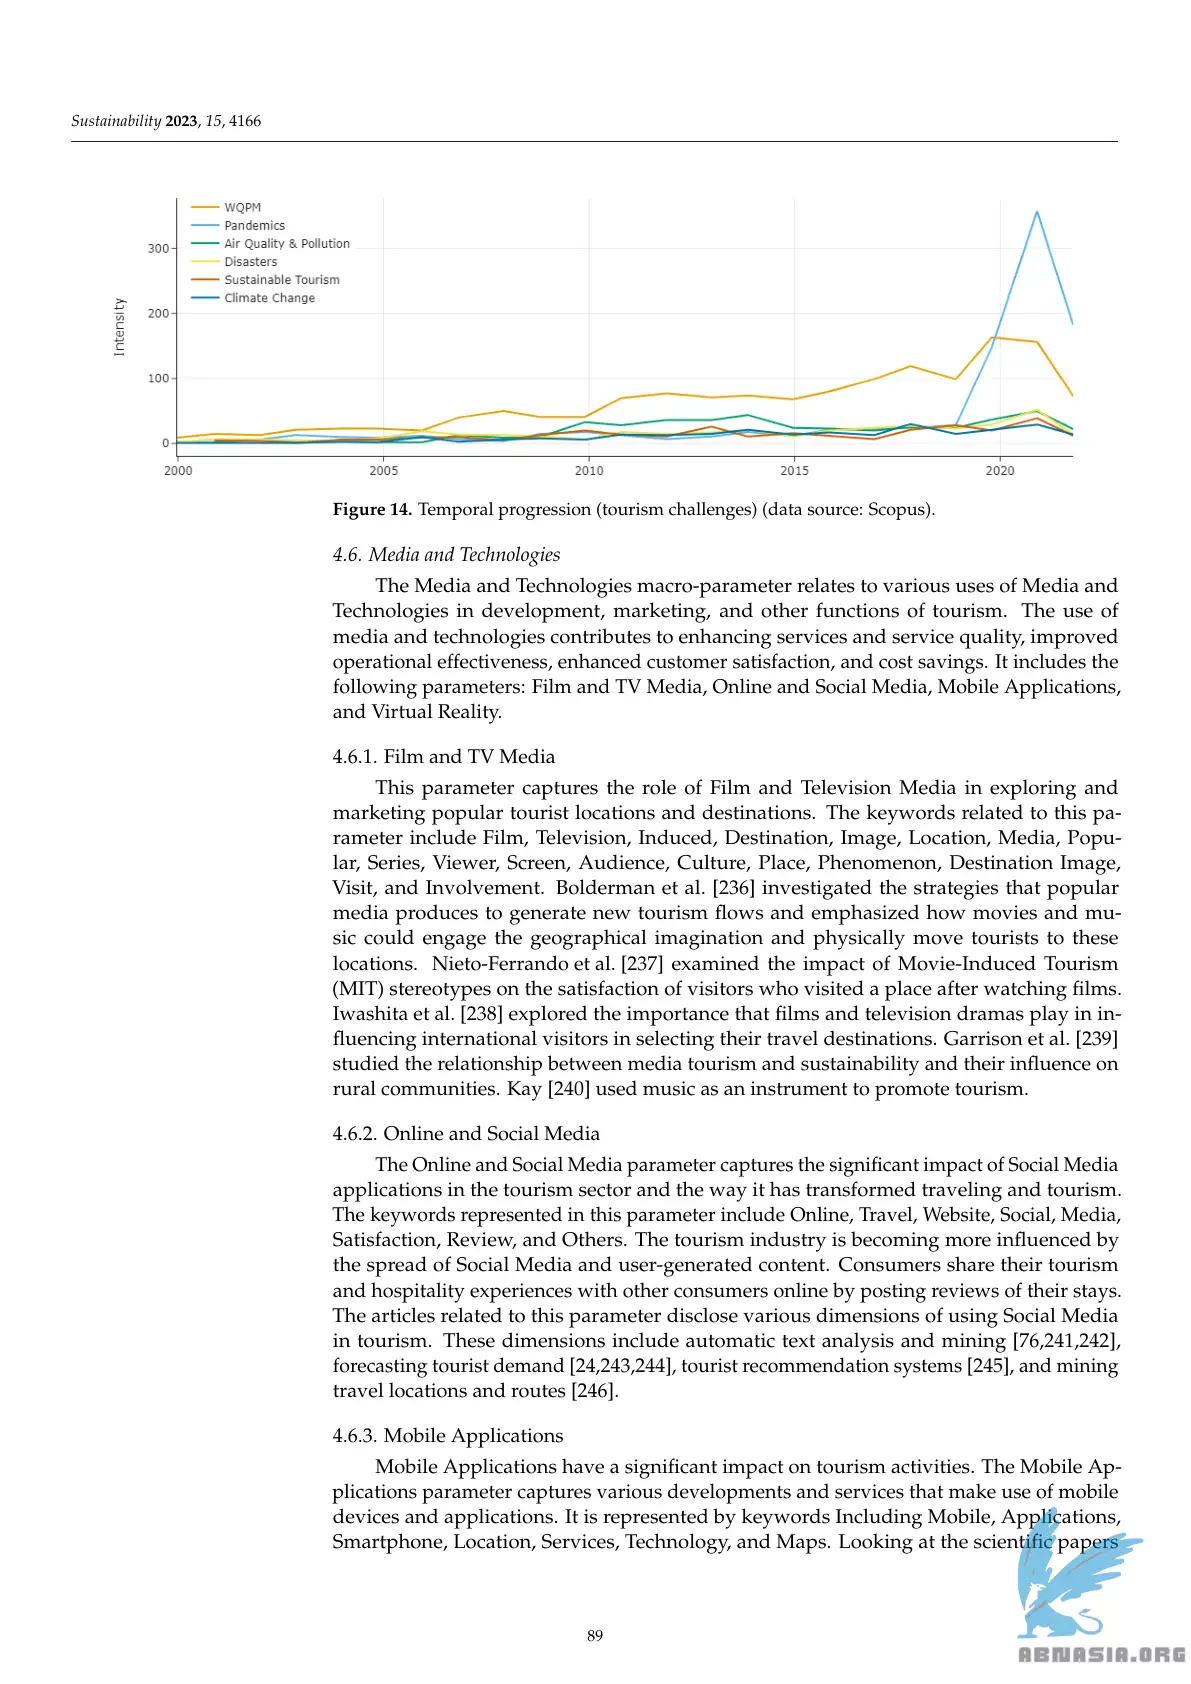 Sustainability 2023, 15, 4166
WQPM
Pandemics
Air Quality & Pollution
Disasters
Sustainable Tourism
Climate Change
Intensity
300
200
100
0
2000
2005
2010
2015
2020
Figure 14. Temporal progression (tourism challenges) (data source: Scopus).
4.6. Media and Technologies
The Media and Technologies macro-parameter relates to various uses of Media and
Technologies in development, marketing, and other functions of tourism. The use of
media and technologies contributes to enhancing services and service quality, improved
operational effectiveness, enhanced customer satisfaction, and cost savings. It includes the
following parameters: Film and TV Media, Online and Social Media, Mobile Applications,
and Virtual Reality.
4.6.1. Film and TV Media
This parameter captures the role of Film and Television Media in exploring and
marketing popular tourist locations and destinations. The keywords related to this pa-
rameter include Film, Television, Induced, Destination, Image, Location, Media, Popu-
lar, Series, Viewer, Screen, Audience, Culture, Place, Phenomenon, Destination Image,
Visit, and Involvement. Bolderman et al. [236] investigated the strategies that popular
media produces to generate new tourism flows and emphasized how movies and mu-
sic could engage the geographical imagination and physically move tourists to these
locations. Nieto-Ferrando et al. [237] examined the impact of Movie-Induced Tourism
(MIT) stereotypes on the satisfaction of visitors who visited a place after watching films.
Iwashita et al. [238] explored the importance that films and television dramas play in in-
fluencing international visitors in selecting their travel destinations. Garrison et al. [239]
studied the relationship between media tourism and sustainability and their influence on
rural communities. Kay [240] used music as an instrument to promote tourism.
4.6.2. Online and Social Media
The Online and Social Media parameter captures the significant impact of Social Media
applications in the tourism sector and the way it has transformed traveling and tourism.
The keywords represented in this parameter include Online, Travel, Website, Social, Media,
Satisfaction, Review, and Others. The tourism industry is becoming more influenced by
the spread of Social Media and user-generated content. Consumers share their tourism
and hospitality experiences with other consumers online by posting reviews of their stays.
The articles related to this parameter disclose various dimensions of using Social Media
in tourism. These dimensions include automatic text analysis and mining [76,241,242],
forecasting tourist demand [24,243,244], tourist recommendation systems [245], and mining
travel locations and routes [246].
4.6.3. Mobile Applications
Mobile Applications have a significant impact on tourism activities. The Mobile Ap-
plications parameter captures various developments and services that make use of mobile
devices and applications. It is represented by keywords Including Mobile, Applications,
Smartphone, Location, Services, Technology, and Maps. Looking at the scientific papers
89
ABNASIA.ORG